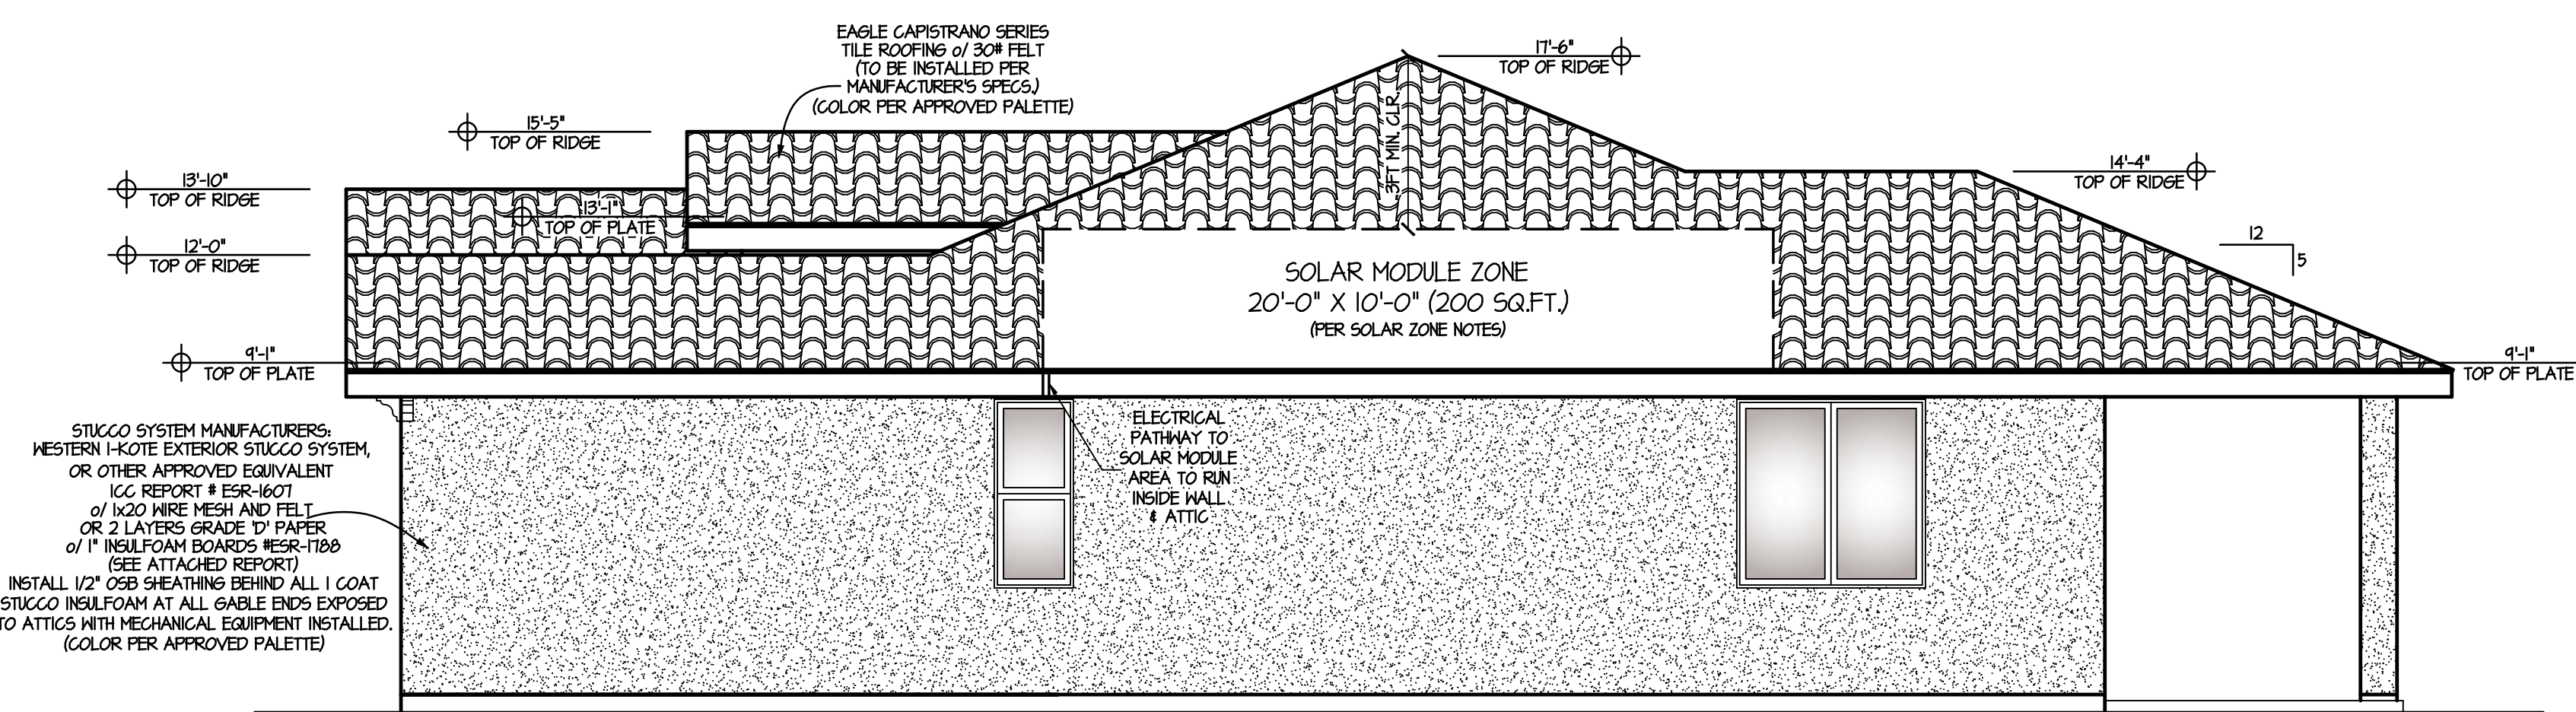 EAGLE CAPISTRANO SERIES
TILE ROOFING o/ 30# FELT
(TO BE INSTALLED PER
MANUFACTURER'S SPECS.)
(COLOR PER APPROVED PALETTE)
17'-6"
TOP OF RIDGE
15'-5"
TOP OF RIDGE
13'-10"
TOP OF RIDGE
13'-1"
TOP OF PLATE
12'-0"
TOP OF RIDGE
9'-1"
TOP OF PLATE
3FT MIN. CLR.
14'-4"
TOP OF RIDGE
12
5
SOLAR MODULE ZONE
20'-0" X 10'-0" (200 SQ.FT.)
(PER SOLAR ZONE NOTES)
9'-1"
TOP OF PLATE
STUCCO SYSTEM MANUFACTURERS:
WESTERN 1-KOTE EXTERIOR STUCCO SYSTEM,
OR OTHER APPROVED EQUIVALENT
ICC REPORT # ESR-1607
o/ 1x20 WIRE MESH AND FELT
OR 2 LAYERS GRADE 'D' PAPER
o/ 1" INSULFOAM BOARDS #ESR-1788
(SEE ATTACHED REPORT)
INSTALL 1/2" OSB SHEATHING BEHIND ALL 1 COAT
STUCCO INSULFOAM AT ALL GABLE ENDS EXPOSED
TO ATTICS WITH MECHANICAL EQUIPMENT INSTALLED.
(COLOR PER APPROVED PALETTE)
ELECTRICAL
PATHWAY TO
SOLAR MODULE
AREA TO RUN
INSIDE WALL
& ATTIC